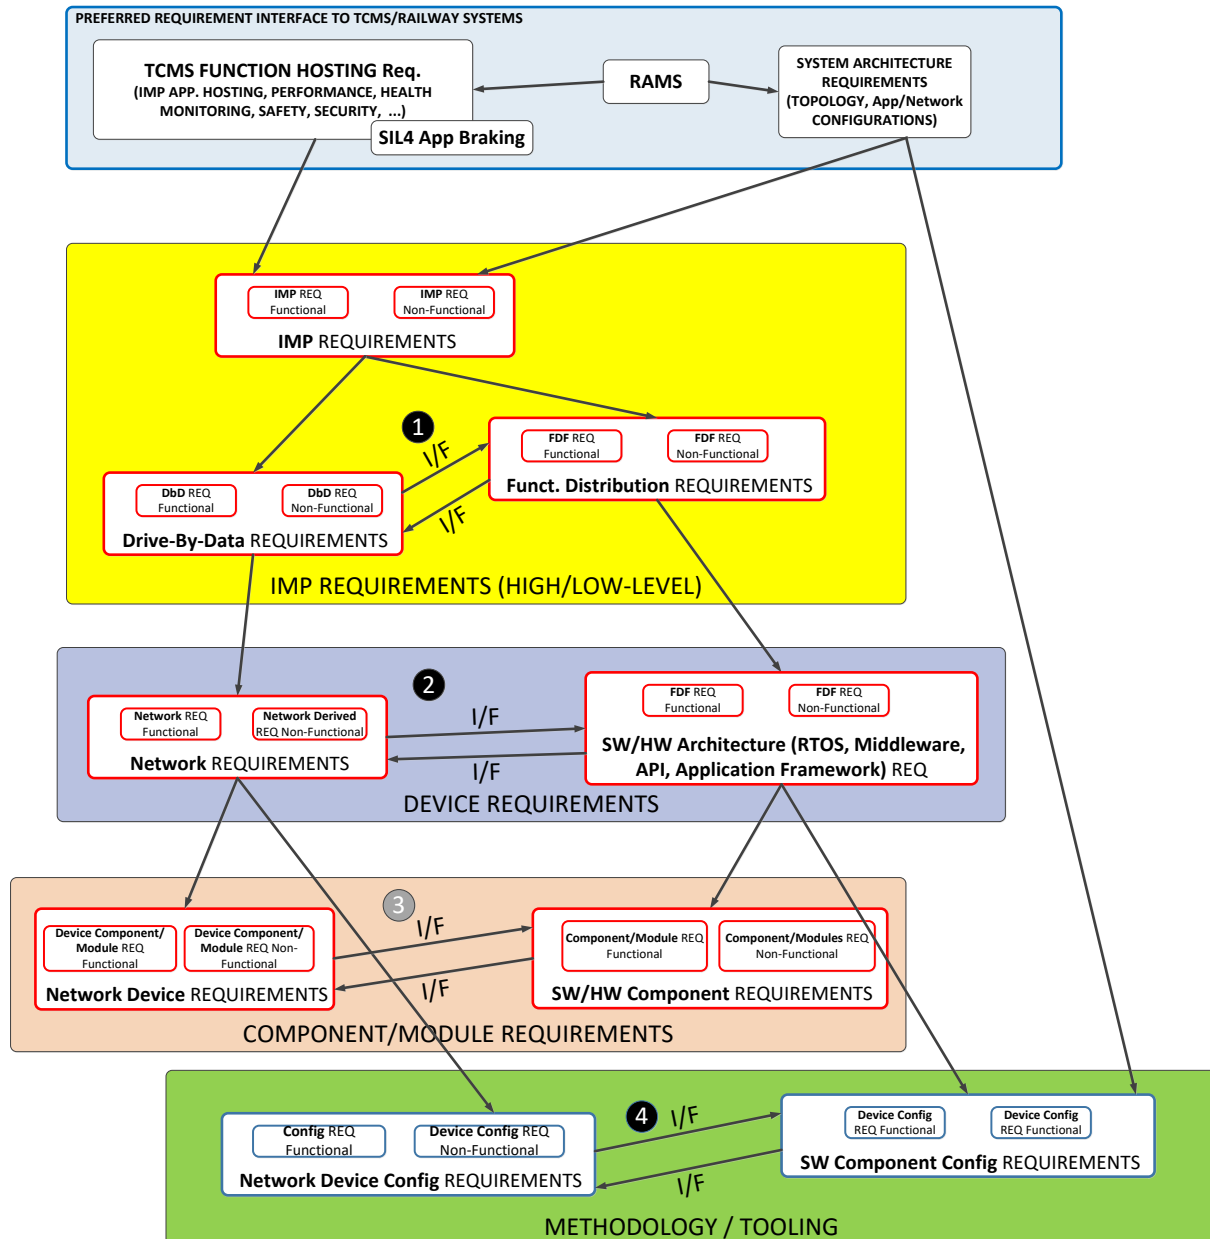 PREFERRED REQUIREMENT INTERFACE TO TCMS/RAILWAY SYSTEMS
TCMS FUNCTION HOSTING Req.
(IMP APP. HOSTING, PERFORMANCE, HEALTH
MONITORING, SAFETY, SECURITY, ...)
SIL4 App Braking
RAMS
SYSTEM ARCHITECTURE
REQUIREMENTS
(TOPOLOGY, App/Network
CONFIGURATIONS)
IMP REQ
Functional
IMP REQ
Non-Functional
IMP REQUIREMENTS
1
I/F
I/F
FDF REQ
Functional
FDF REQ
Non-Functional
Funct. Distribution REQUIREMENTS
DbD REQ
Functional
DbD REQ
Non-Functional
Drive-By-Data REQUIREMENTS
IMP REQUIREMENTS (HIGH/LOW-LEVEL)
2
Network REQ
Functional
Network Derived
REQ Non-Functional
Network REQUIREMENTS
I/F
I/F
FDF REQ
Functional
FDF REQ
Non-Functional
SW/HW Architecture (RTOS, Middleware,
API, Application Framework) REQ
DEVICE REQUIREMENTS
3
Device Component/
Module REQ
Functional
Device Component/
Module REQ Non-
Functional
Network Device REQUIREMENTS
I/F
I/F
Component/Module REQ
Functional
Component/Modules REQ
Non-Functional
SW/HW Component REQUIREMENTS
COMPONENT/MODULE REQUIREMENTS
4
Config REQ
Functional
Device Config REQ
Non-Functional
Network Device Config REQUIREMENTS
I/F
I/F
Device Config
REQ Functional
Device Config
REQ Functional
SW Component Config REQUIREMENTS
METHODOLOGY / TOOLING